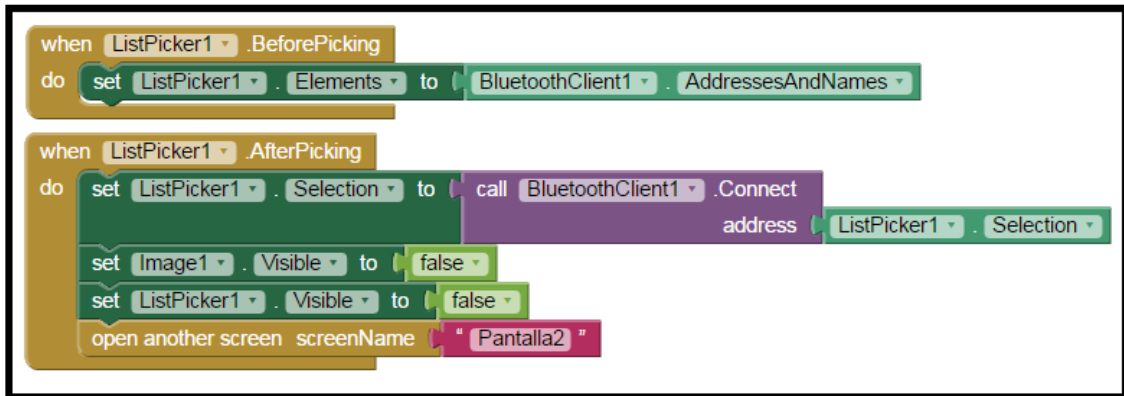 when ListPicker1 .BeforePicking
do set ListPicker1 . Elements to BluetoothClient1 . AddressesAndNames
when ListPicker1 .AfterPicking
do set ListPicker1 . Selection to call BluetoothClient1 .Connect
address ListPicker1 . Selection
set Image1 . Visible to false
set ListPicker1 . Visible to false
open another screen screenName " Pantalla2 "